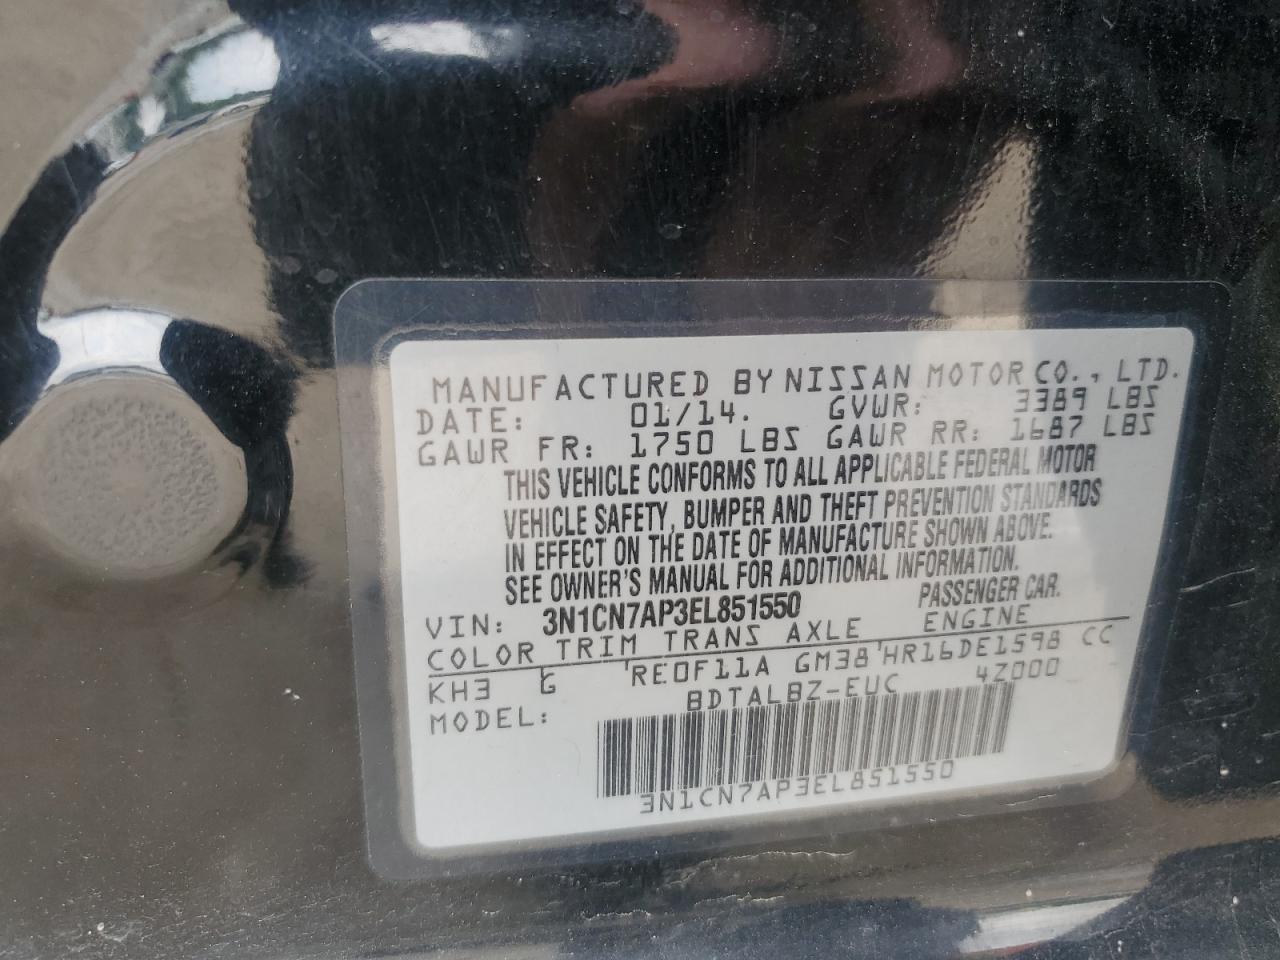 MANUFACTURED BY NISSAN MOTOR CO., LTD.
DATE: 01/14. GVWR: 3389 LBS
GAWR FR: 1750 LBS GAWR RR: 1687 LBS
THIS VEHICLE CONFORMS TO ALL APPLICABLE FEDERAL MOTOR
VEHICLE SAFETY, BUMPER AND THEFT PREVENTION STANDARDS
IN EFFECT ON THE DATE OF MANUFACTURE SHOWN ABOVE.
SEE OWNER'S MANUAL FOR ADDITIONAL INFORMATION.
VIN: 3N1CN7AP3EL851550 PASSENGER CAR.
COLOR TRIM TRANS AXLE ENGINE
KH3 G RE0F11A GM38 HR16DE1598 CC
MODEL: BDTALBZ-EUC 4Z000
3N1CN7AP3EL851550